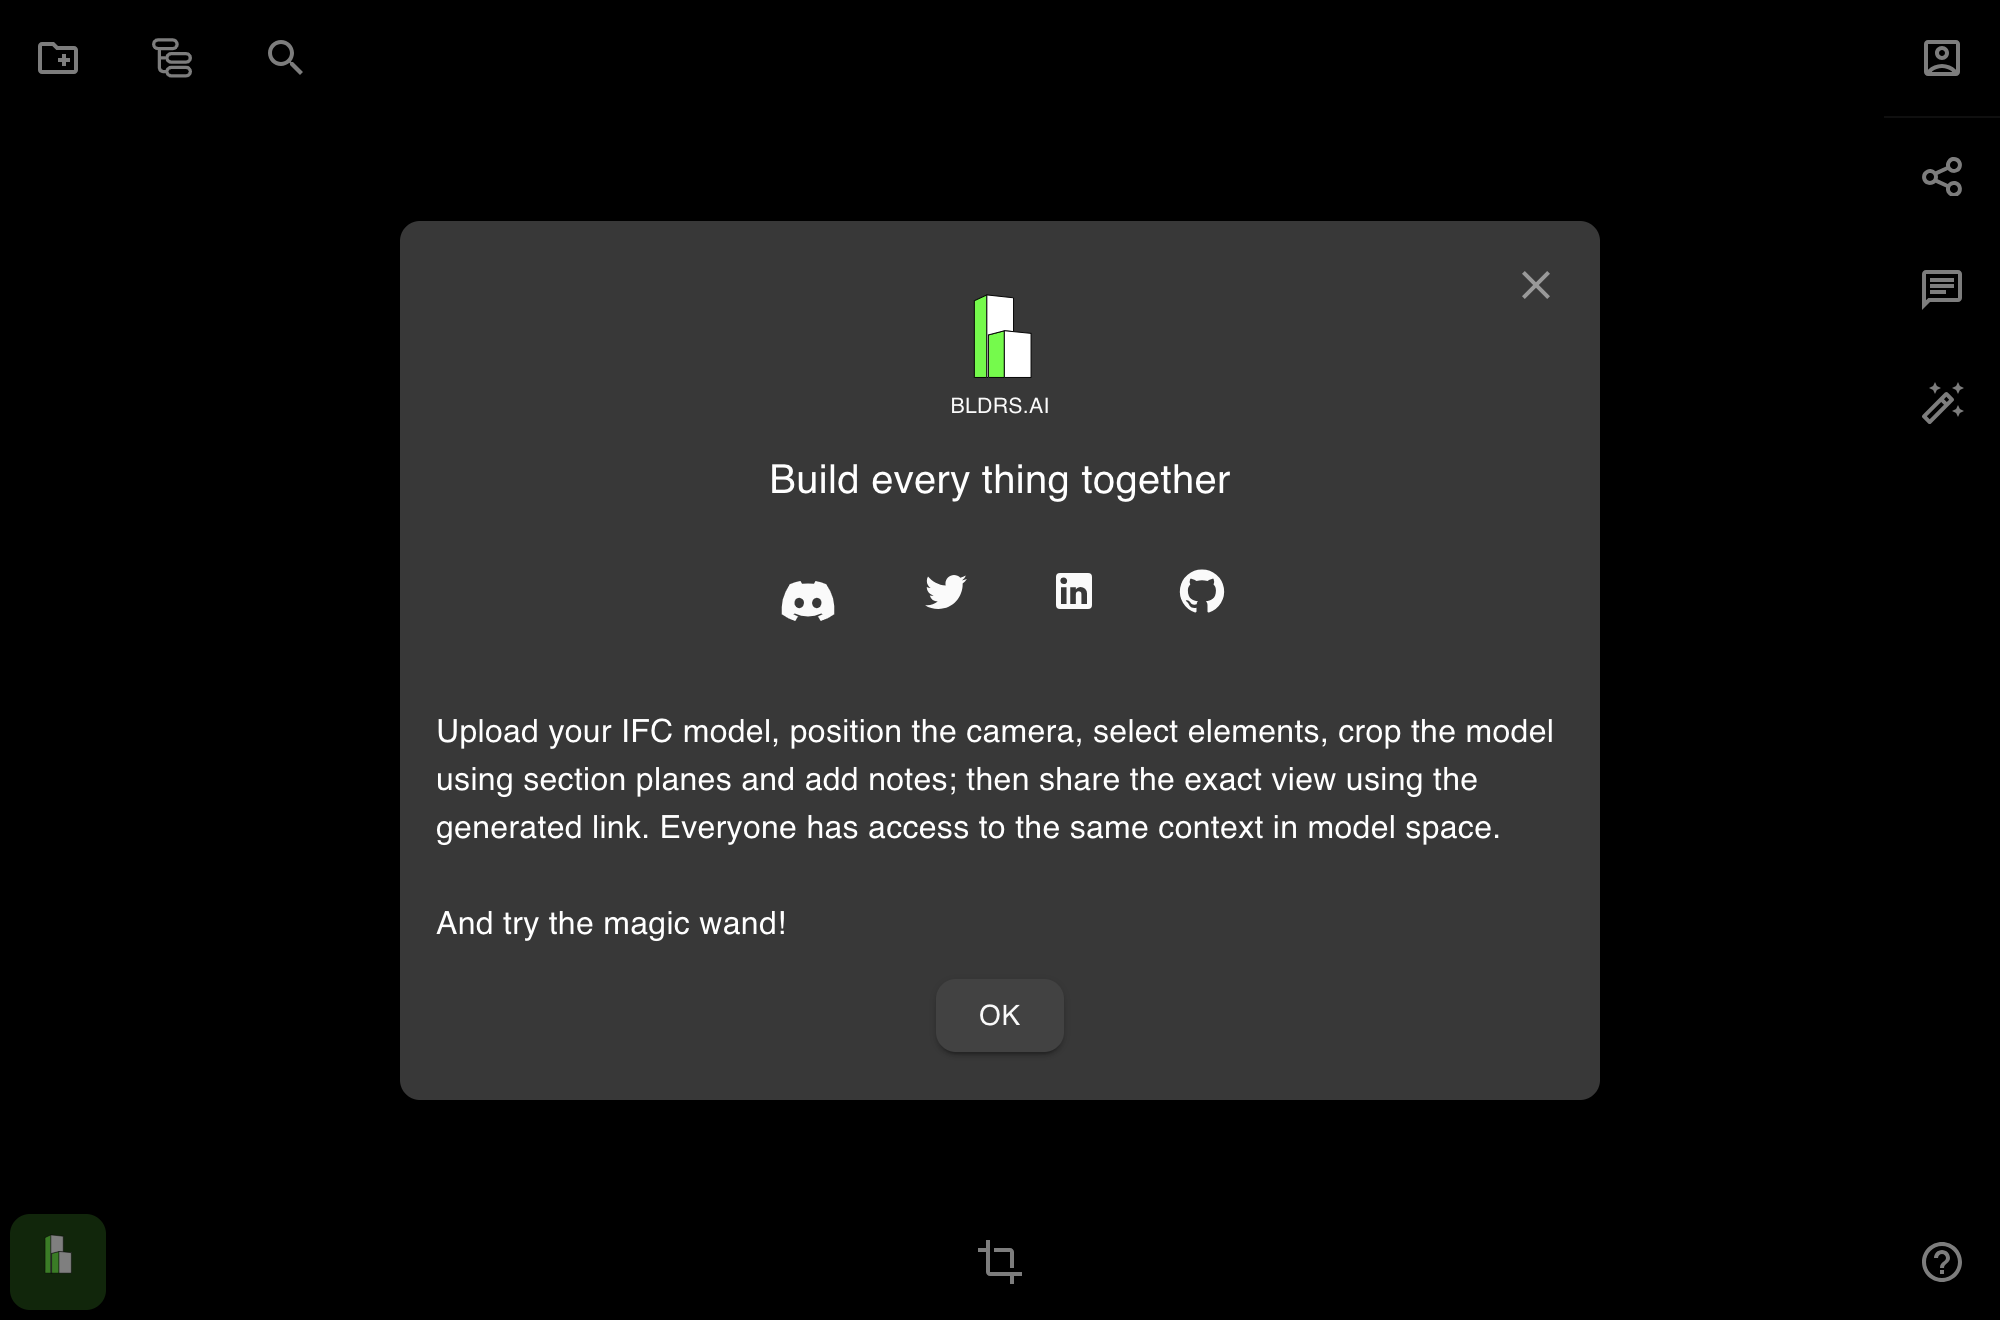 BLDRS.AI
Build every thing together
Upload your IFC model, position the camera, select elements, crop the model
using section planes and add notes; then share the exact view using the
generated link. Everyone has access to the same context in model space.
And try the magic wand!
OK